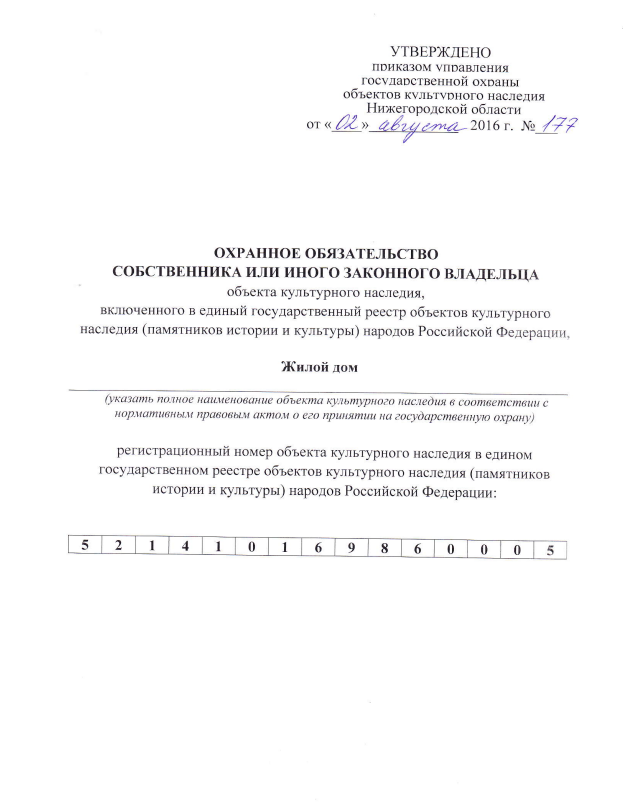 УТВЕРЖДЕНО
приказом управления
государственной охраны
объектов культурного наследия
Нижегородской области
от «02» августа 2016 г. № 177
ОХРАННОЕ ОБЯЗАТЕЛЬСТВО
СОБСТВЕННИКА ИЛИ ИНОГО ЗАКОННОГО ВЛАДЕЛЬЦА
объекта культурного наследия,
включенного в единый государственный реестр объектов культурного
наследия (памятников истории и культуры) народов Российской Федерации,
Жилой дом
(указать полное наименование объекта культурного наследия в соответствии с
нормативным правовым актом о его принятии на государственную охрану)
регистрационный номер объекта культурного наследия в едином
государственном реестре объектов культурного наследия (памятников
истории и культуры) народов Российской Федерации:
5 2 1 4 1 0 1 6 9 8 6 0 0 0 5